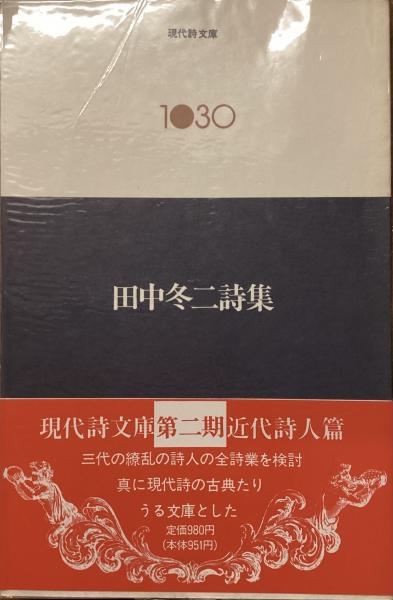 現代詩文庫
1●30
田中冬二詩集
現代詩文庫第二期近代詩人篇
三代の繚乱の詩人の全詩業を検討
真に現代詩の古典たり
うる文庫とした
定価980円
(本体951円)